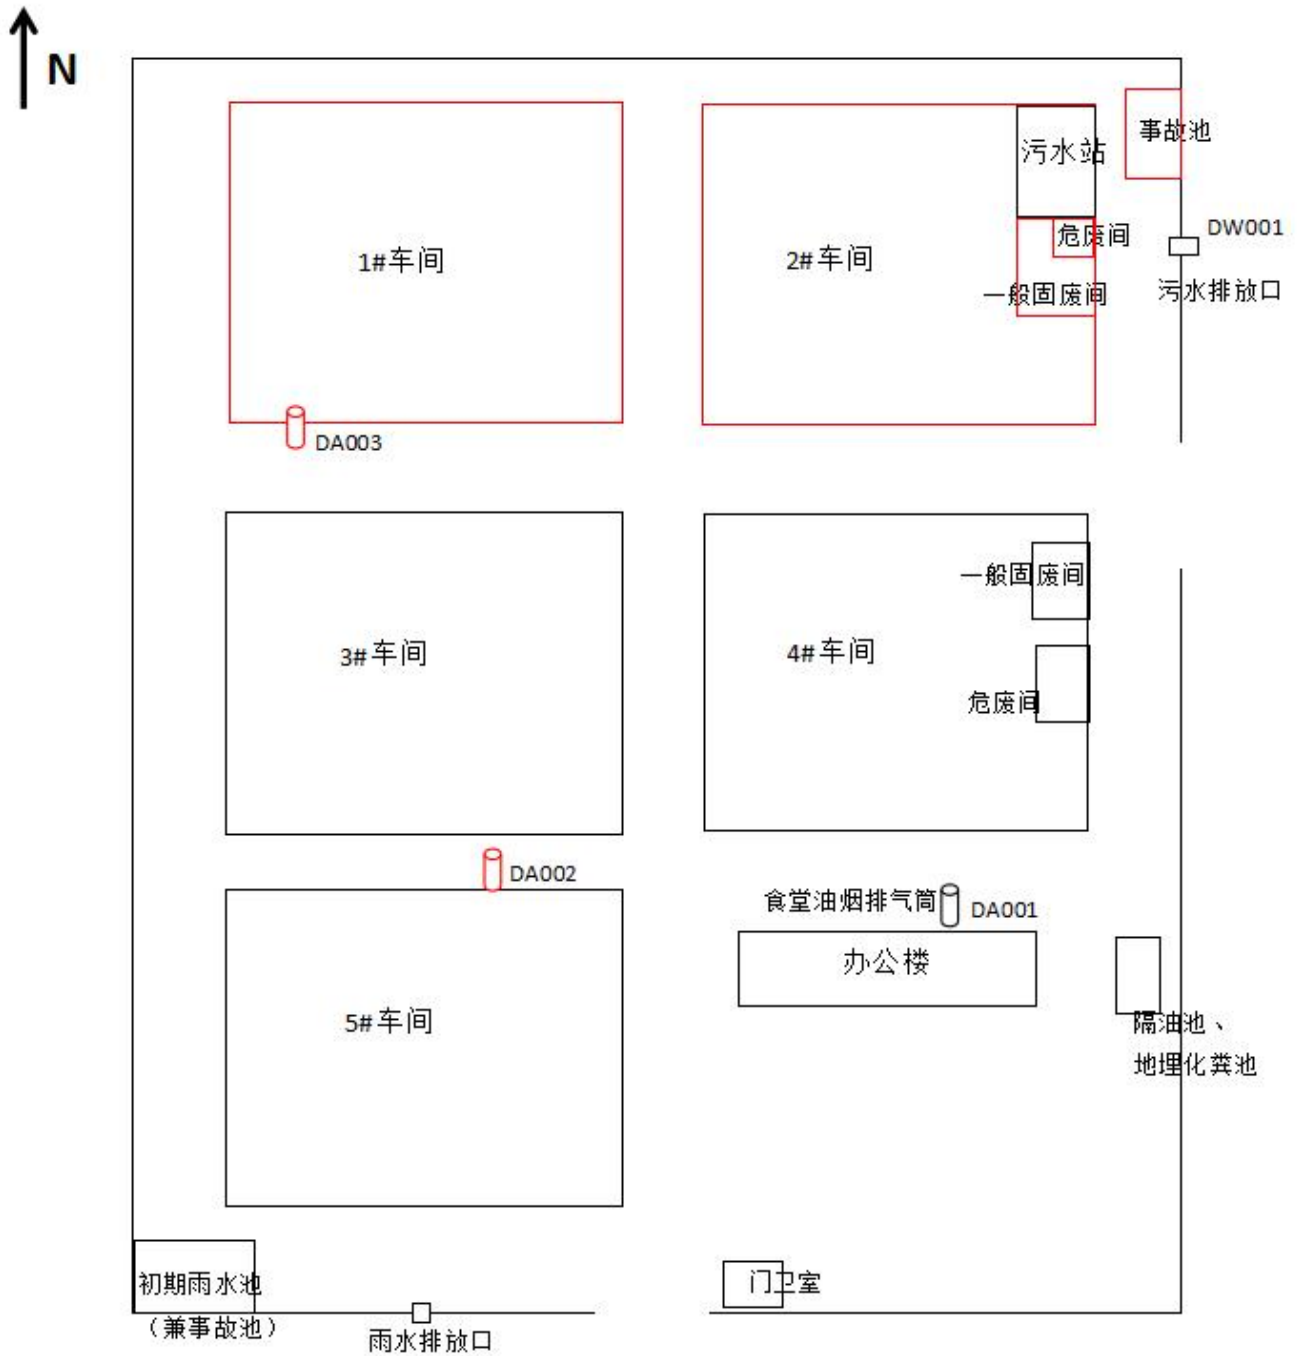 N
事故池
污水站
DW001
危废间
1#车间
2#车间
一般固废间
污水排放口
DA003
一般固废间
3#车间
4#车间
危废间
DA002
食堂油烟排气筒
DA001
办公楼
5#车间
隔油池、
地埋化粪池
初期雨水池
（兼事故池）
门卫室
雨水排放口